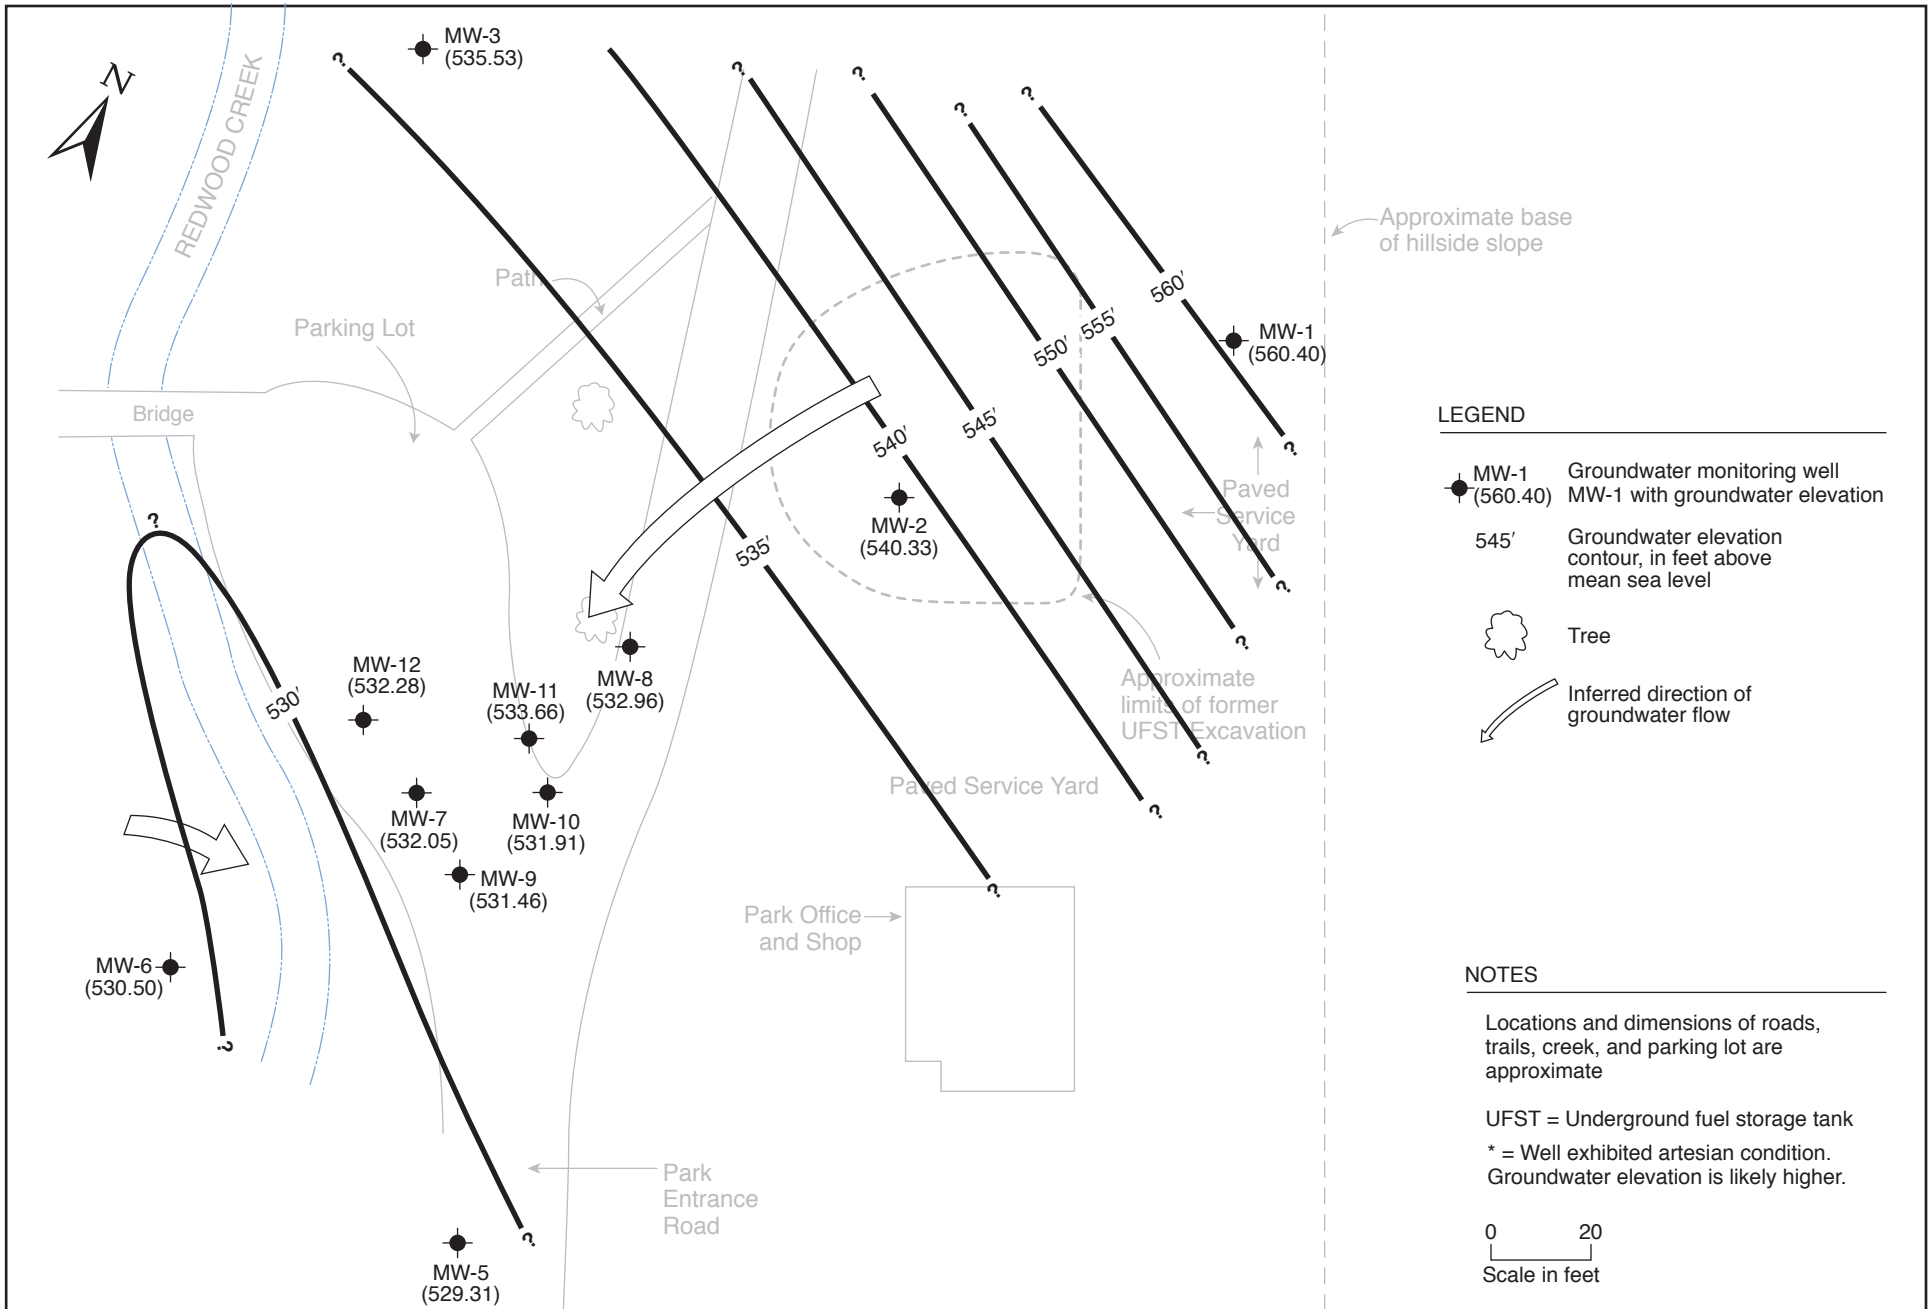 MW-3
(535.53)
N
REDWOOD CREEK
?
?
?
?
?
Approximate base
of hillside slope
Path
560′
Parking Lot
555′
550′
MW-1
(560.40)
Bridge
545′
540′
?
Paved
Service
Yard
MW-2
(540.33)
?
535′
?
?
MW-12
(532.28)
MW-11
(533.66)
MW-8
(532.96)
530′
Approximate
limits of former
UFST Excavation
?
Paved Service Yard
?
MW-7
(532.05)
MW-10
(531.91)
MW-9
(531.46)
?
Park Office
and Shop
MW-6
(530.50)
?
Park
Entrance
Road
?
MW-5
(529.31)
LEGEND
MW-1
(560.40)
Groundwater monitoring well
MW-1 with groundwater elevation
545′
Groundwater elevation
contour, in feet above
mean sea level
Tree
Inferred direction of
groundwater flow
NOTES
Locations and dimensions of roads,
trails, creek, and parking lot are
approximate
UFST = Underground fuel storage tank
* = Well exhibited artesian condition.
Groundwater elevation is likely higher.
0 20
Scale in feet